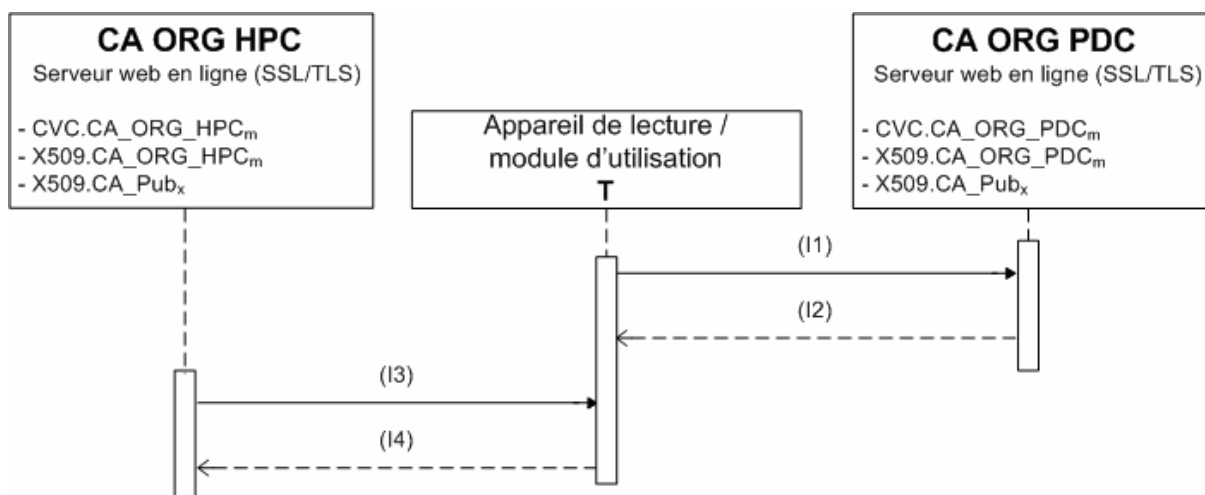 CA ORG HPC
Serveur web en ligne (SSL/TLS)
- CVC.CA_ORG_HPCm
- X509.CA_ORG_HPCm
- X509.CA_Pubx
Appareil de lecture /
module d'utilisation
T
CA ORG PDC
Serveur web en ligne (SSL/TLS)
- CVC.CA_ORG_PDCm
- X509.CA_ORG_PDCm
- X509.CA_Pubx
(I1)
(I2)
(I3)
(I4)